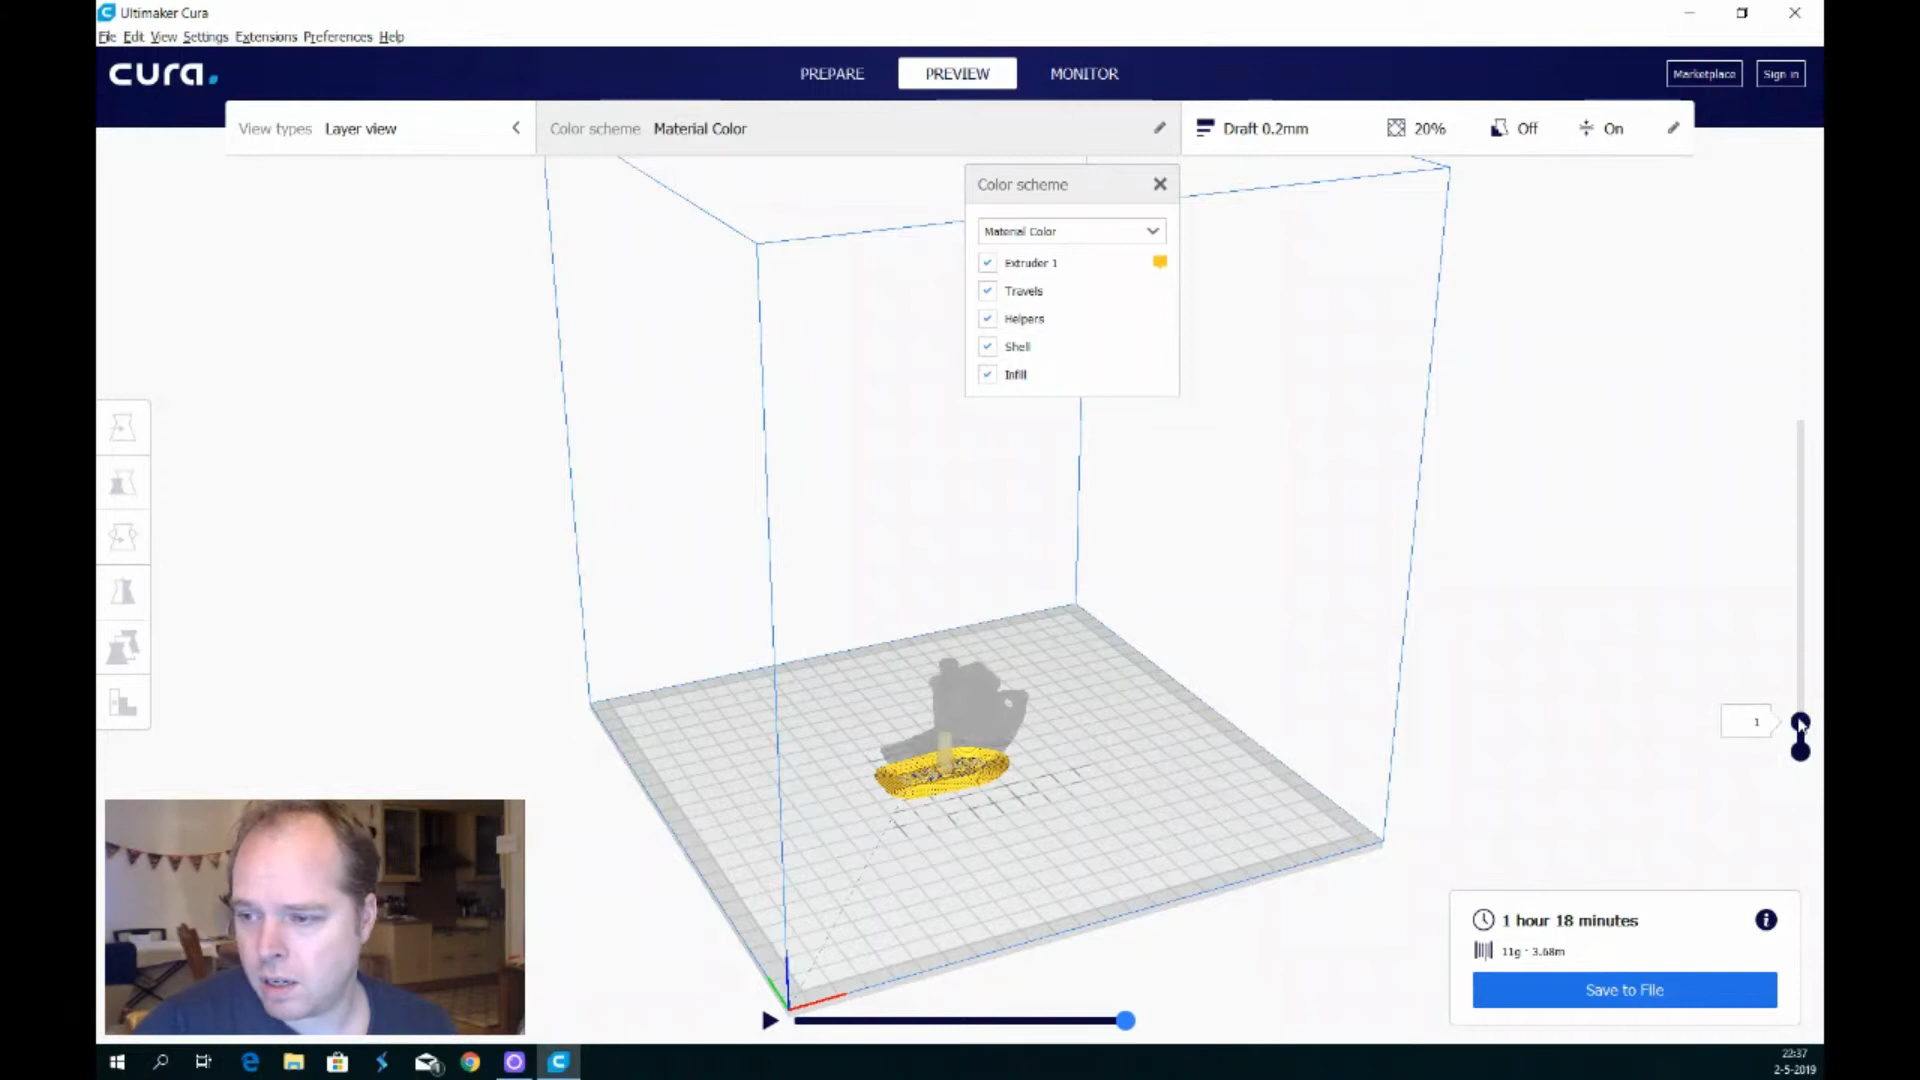 Ultimaker Cura
File Edit View Settings Extensions Preferences Help
cura.
PREPARE PREVIEW MONITOR
Marketplace Sign in
View types Layer view
Color scheme Material Color
Draft 0.2mm 20% Off On
Color scheme
Material Color
Extruder 1
Travels
Helpers
Shell
Infill
1
1 hour 18 minutes
11g · 3.68m
Save to File
22:37
2-5-2019